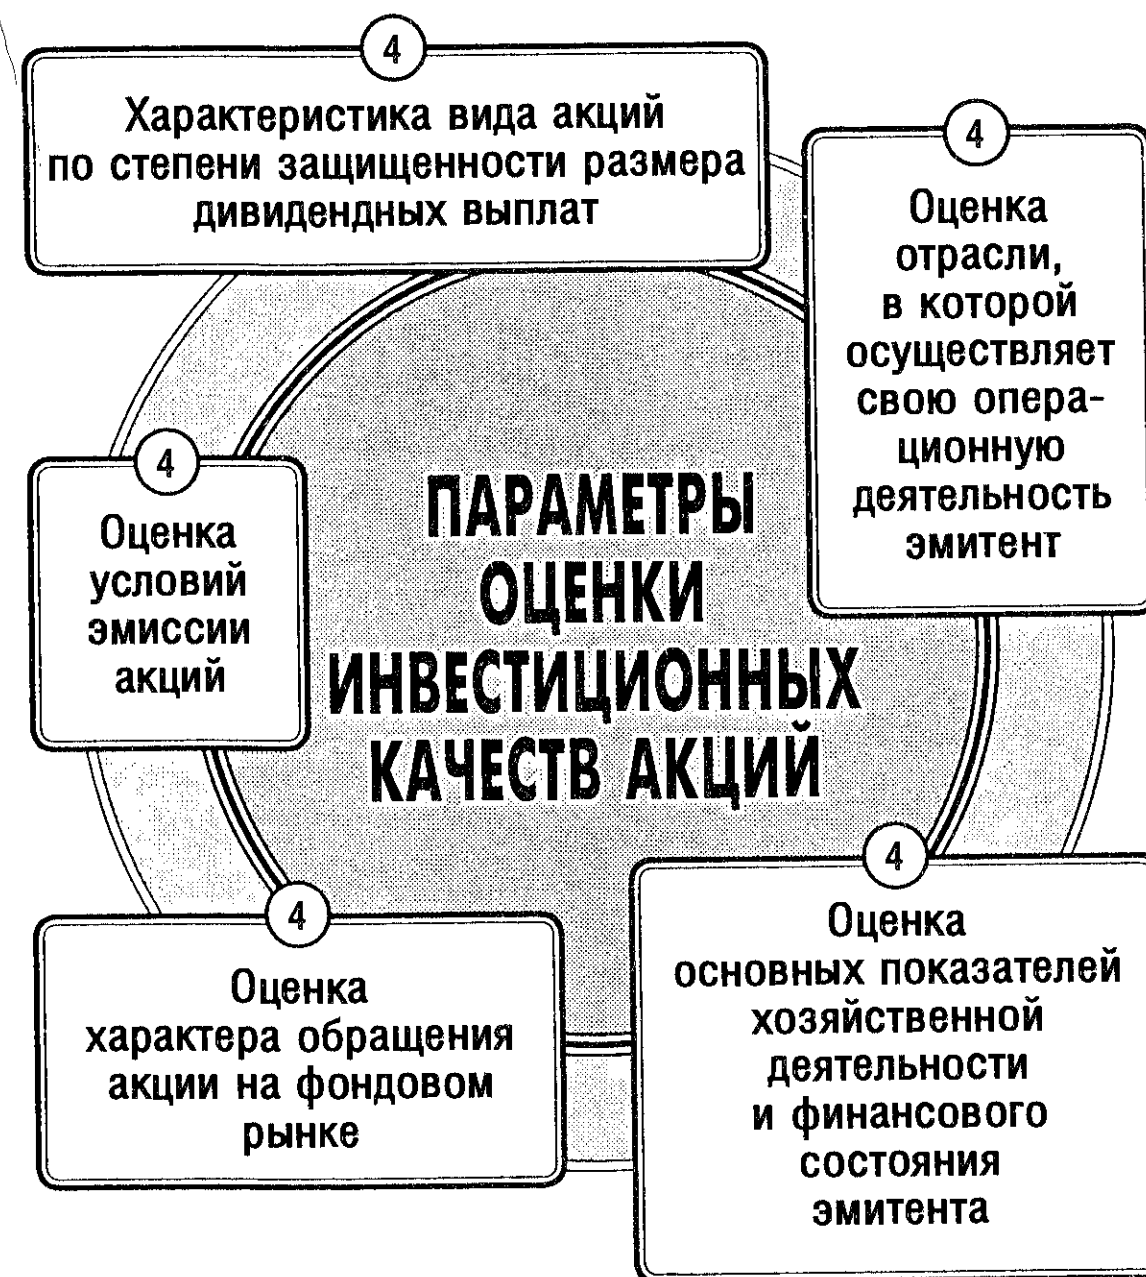 4
Характеристика вида акций
по степени защищенности размера
дивидендных выплат
4
Оценка
отрасли,
в которой
осуществляет
свою опера-
ционную
деятельность
эмитент
4
Оценка
условий
эмиссии
акций
ПАРАМЕТРЫ
ОЦЕНКИ
ИНВЕСТИЦИОННЫХ
КАЧЕСТВ АКЦИЙ
4
Оценка
основных показателей
хозяйственной
деятельности
и финансового
состояния
эмитента
4
Оценка
характера обращения
акции на фондовом
рынке